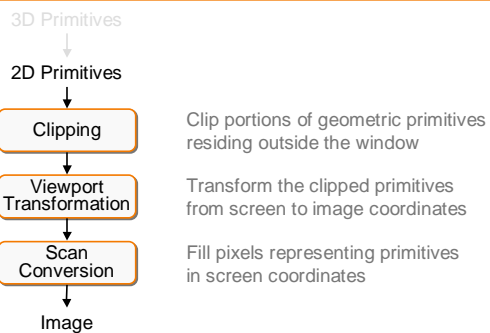 3D Primitives
2D Primitives
Clipping
Clip portions of geometric primitives
residing outside the window
Viewport
Transformation
Transform the clipped primitives
from screen to image coordinates
Scan
Conversion
Fill pixels representing primitives
in screen coordinates
Image